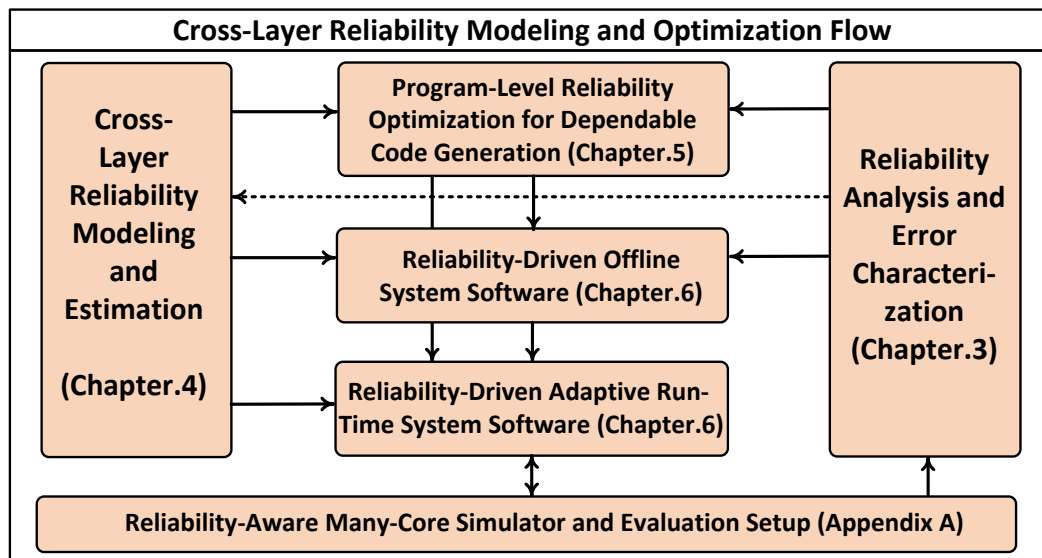 Cross-Layer Reliability Modeling and Optimization Flow
Cross-
Layer
Reliability
Modeling
and
Estimation
(Chapter.4)
Program-Level Reliability
Optimization for Dependable
Code Generation (Chapter.5)
Reliability-Driven Offline
System Software (Chapter.6)
Reliability-Driven Adaptive Run-
Time System Software (Chapter.6)
Reliability
Analysis and
Error
Characteri-
zation
(Chapter.3)
Reliability-Aware Many-Core Simulator and Evaluation Setup (Appendix A)